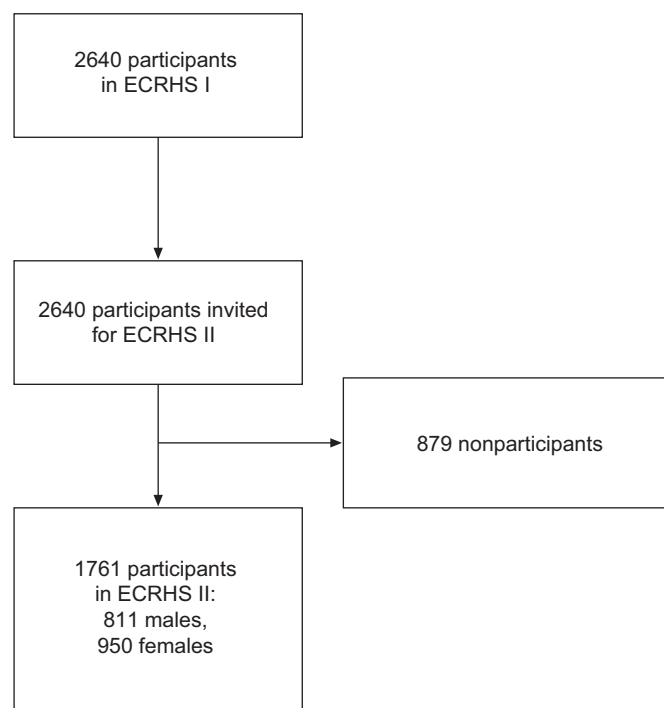 2640 participants
in ECRHS I
2640 participants invited
for ECRHS II
879 nonparticipants
1761 participants
in ECRHS II:
811 males,
950 females